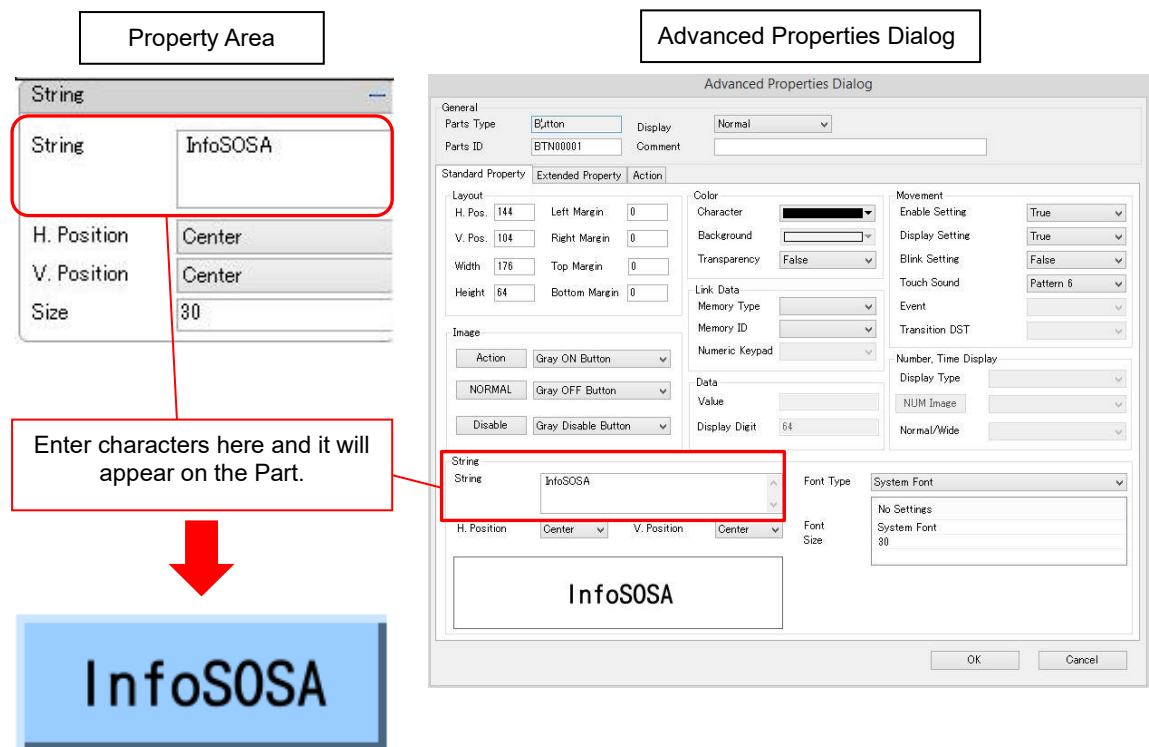 Property Area
String
String InfoSOSA
H. Position Center
V. Position Center
Size 30
Enter characters here and it will
appear on the Part.
InfoSOSA
Advanced Properties Dialog
Advanced Properties Dialog
General
Parts Type Button Display Normal
Parts ID BTN00001 Comment
Standard Property Extended Property Action
Layout
H. Pos. 144 Left Margin 0
V. Pos. 104 Right Margin 0
Width 176 Top Margin 0
Height 64 Bottom Margin 0
Image
Action Gray ON Button
NORMAL Gray OFF Button
Disable Gray Disable Button
Color
Character
Background
Transparency False
Link Data
Memory Type
Memory ID
Numeric Keypad
Data
Value
Display Digit 64
Movement
Enable Setting True
Display Setting True
Blink Setting False
Touch Sound Pattern 6
Event
Transition DST
Number, Time Display
Display Type
NUM Image
Normal/Wide
String
String InfoSOSA
H. Position Center V. Position Center
InfoSOSA
Font Type System Font
No Settings
Font System Font
Size 30
OK Cancel